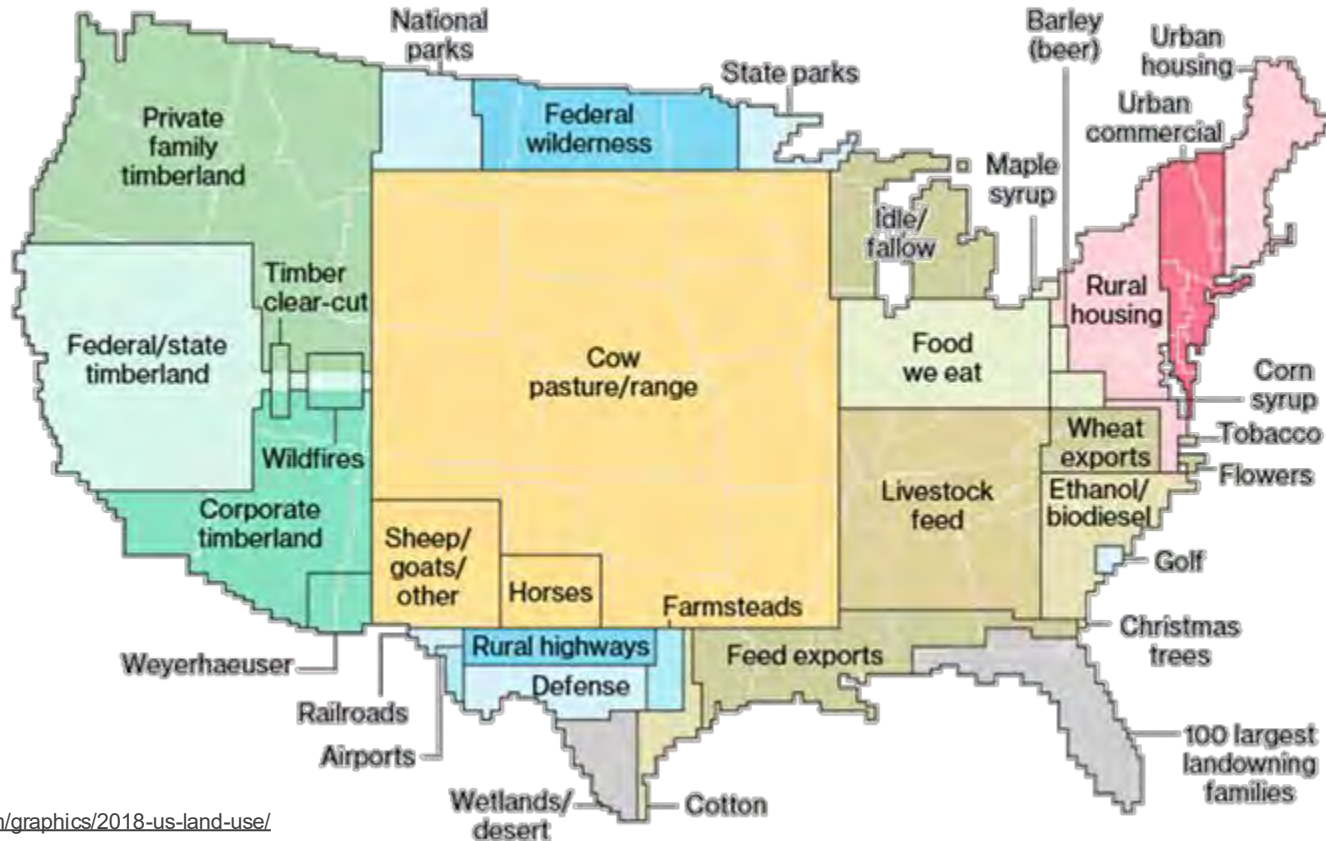 National
parks
State parks
Barley
(beer)
Urban
housing
Urban
commercial
Private
family
timberland
Federal
wilderness
Maple
syrup
Idle/
fallow
Timber
clear-cut
Rural
housing
Federal/state
timberland
Cow
pasture/range
Food
we eat
Corn
syrup
Wildfires
Wheat
exports
Tobacco
Flowers
Corporate
timberland
Livestock
feed
Ethanol/
biodiesel
Sheep/
goats/
other
Horses
Golf
Farmsteads
Weyerhaeuser
Rural highways
Feed exports
Christmas
trees
Defense
Railroads
Airports
100 largest
landowning
families
Wetlands/
desert
Cotton
/graphics/2018-us-land-use/